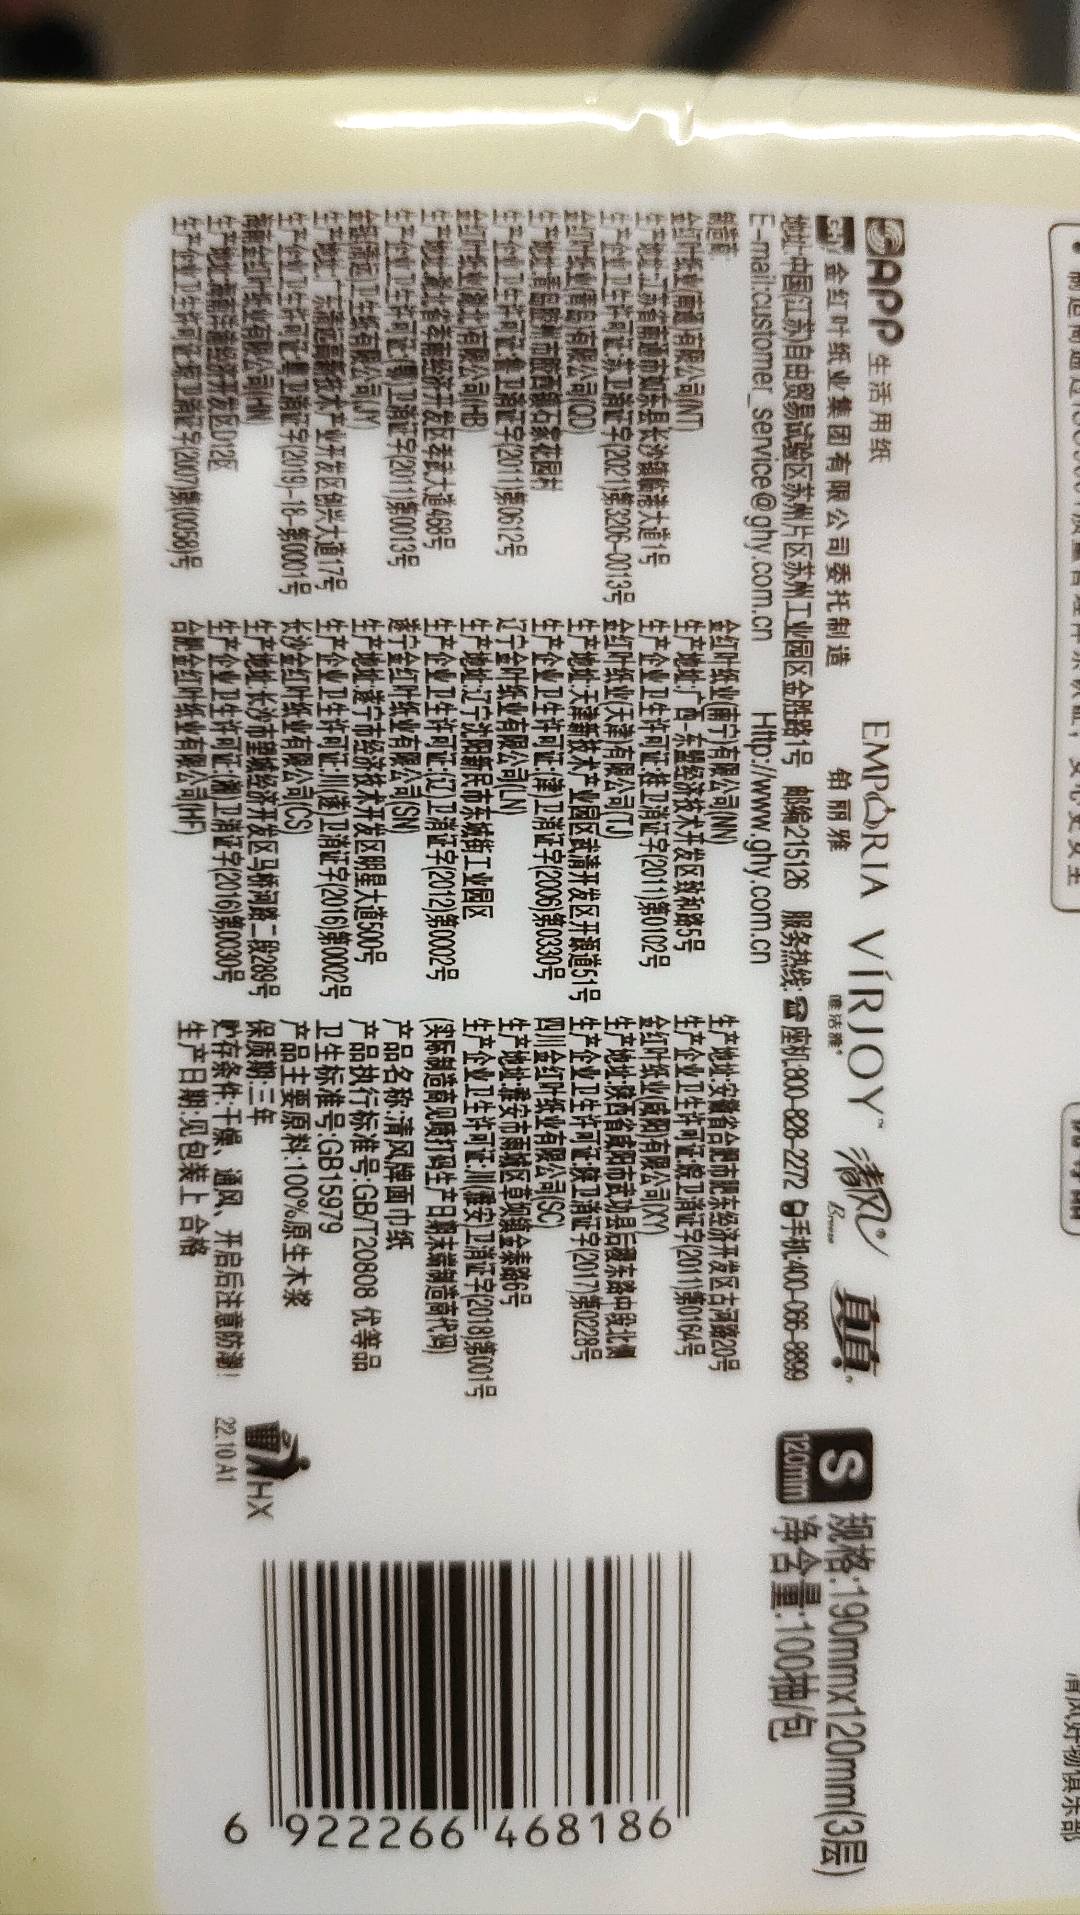 APP 生活用纸
金红叶纸业集团有限公司委托制造
EMPORIA
铂丽雅
VIRJOY™
唯洁雅
清风
Breeze
真真
地址:中国(江苏)自由贸易试验区苏州片区苏州工业园区金胜路1号 邮编215126 服务热线:座机:800-828-2772 手机:400-066-8899
E-mail:customer_service@ghy.com.cn Http://www.ghy.com.cn
S
120mm
规格:190mmx120mm(3层)
净含量:100抽/包
制造商:
金红叶纸业(南通)有限公司(NT)
生产地址:江苏省南通市如东县长沙镇临港大道1号
生产企业卫生许可证:苏卫消证字(2021)第3206-0013号
金红叶纸业(青岛)有限公司(QD)
生产地址:青岛胶州市胶西镇石家花园村
生产企业卫生许可证:鲁卫消证字(2011)第0612号
金红叶纸业(湖北)有限公司(HB)
生产地址:湖北省孝南经济开发区孝武大道468号
生产企业卫生许可证:(鄂)卫消证字(2011)第0013号
金红叶 清远 卫生纸有限公司(JY)
生产地址:广东清远高新技术产业开发区创兴大道17号
生产企业卫生许可证:粤卫消证字(2019)-18-第0001号
海南金红叶纸业有限公司(HN)
生产地址:海南洋浦经济开发区D12区
生产企业卫生许可证:琼卫消证字(2007)第(0058)号
金红叶纸业(南宁)有限公司(NN)
生产地址:广西-东盟经济技术开发区致和路5号
生产企业卫生许可证:桂卫消证字(2011)第0102号
金红叶纸业(天津)有限公司(TJ)
生产地址:天津新技术产业园区武清开发区开源道51号
生产企业卫生许可证:(津)卫消证字(2006)第0330号
辽宁金叶纸业有限公司(LN)
生产地址:辽宁沈阳新民市东城街工业园区
生产企业卫生许可证:(辽)卫消证字(2012)第0002号
遂宁金红叶纸业有限公司(SN)
生产地址:遂宁市经济技术开发区明星大道500号
生产企业卫生许可证:川(遂)卫消证字(2016)第0002号
长沙金红叶纸业有限公司(CS)
生产地址:长沙市望城经济开发区马桥河路二段289号
生产企业卫生许可证:(湘)卫消证字(2016)第0030号
合肥金红叶纸业有限公司(HF)
生产地址:安徽省合肥市肥东经济开发区古河路20号
生产企业卫生许可证:皖卫消证字(2011)第0164号
金红叶纸业(咸阳)有限公司(XY)
生产地址:陕西省咸阳市武功县后稷东路中段北侧
生产企业卫生许可证:陕卫消证字(2017)第0228号
四川金红叶纸业有限公司(SC)
生产地址:雅安市雨城区草坝镇金泰路6号
生产企业卫生许可证:川(雅安)卫消证字(2018)第001号
(实际制造商见喷打码生产日期末端制造商代码)
产品名称:清风牌面巾纸
产品执行标准号:GB/T20808 优等品
卫生标准号:GB15979
产品主要原料:100%原生木浆
保质期:三年
贮存条件:干燥、通风、开启后注意防潮!
生产日期:见包装上 合格
HX
22.10 A1
6 922266 468186